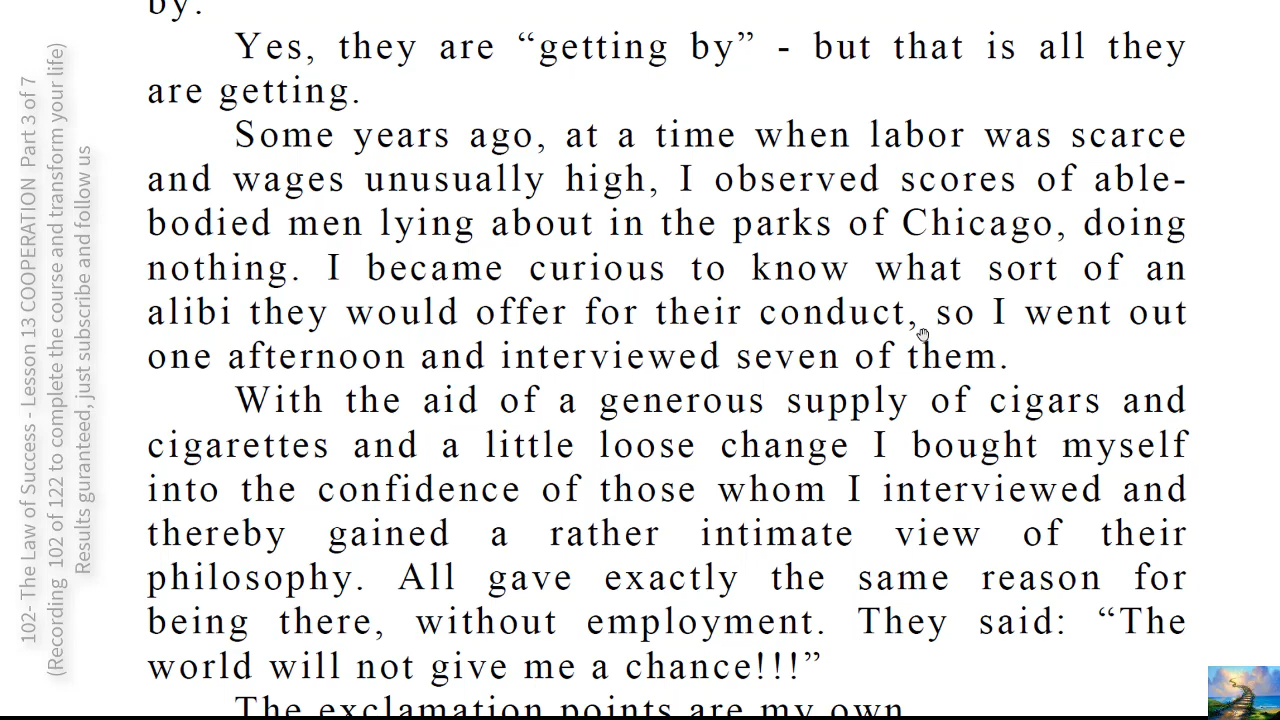 by.
Yes, they are “getting by” - but that is all they
are getting.
Some years ago, at a time when labor was scarce
and wages unusually high, I observed scores of able-
bodied men lying about in the parks of Chicago, doing
nothing. I became curious to know what sort of an
alibi they would offer for their conduct, so I went out
one afternoon and interviewed seven of them.
With the aid of a generous supply of cigars and
cigarettes and a little loose change I bought myself
into the confidence of those whom I interviewed and
thereby gained a rather intimate view of their
philosophy. All gave exactly the same reason for
being there, without employment. They said: “The
world will not give me a chance!!!”
The exclamation points are my own.
102- The Law of Success - Lesson 13 COOPERATION Part 3 of 7
(Recording 102 of 122 to complete the course and transform your life)
Results guranteed, just subscribe and follow us